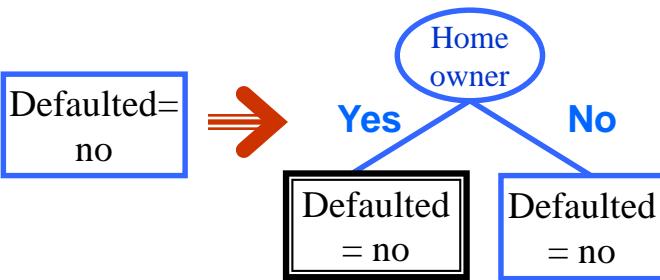 Home
owner
Defaulted=
no
Yes
No
Defaulted
= no
Defaulted
= no